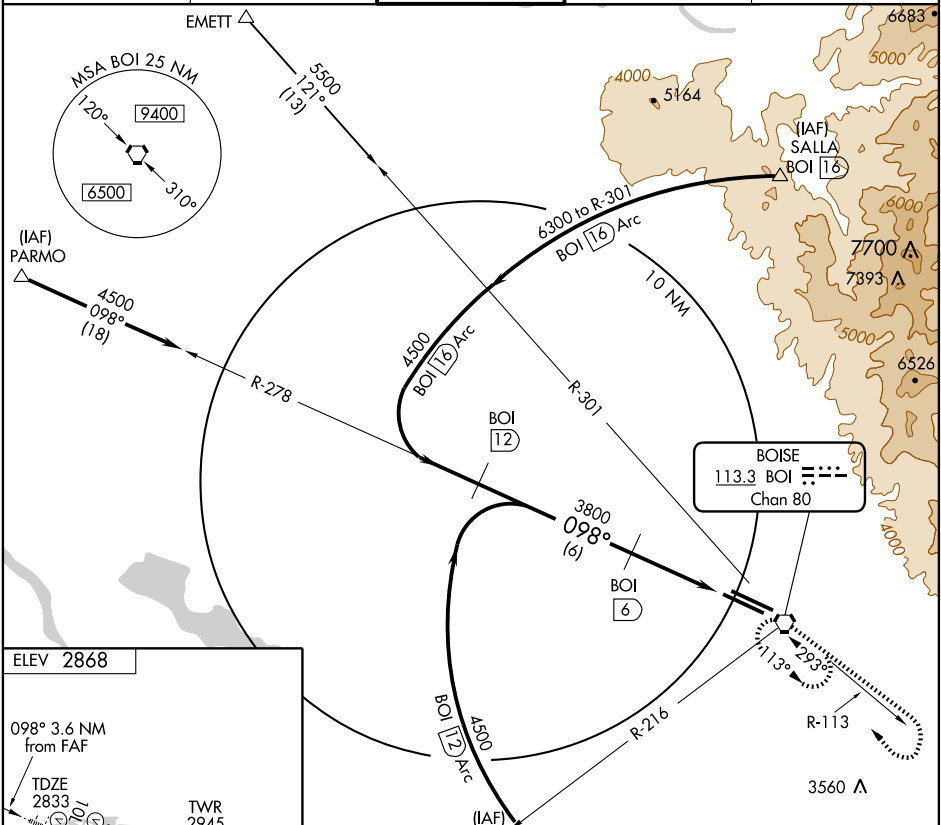 EMETT
6683
5000
MSA BOI 25 NM
120°
9400
6500
310°
5500
121°
(13)
4000
5164
(IAF)
SALLA
BOI 16
6300 to R-301
BOI 16 Arc
6000
7700
7393
(IAF)
PARMO
4500
098°
(18)
10 NM
5000
4500
BOI 16 Arc
R-278
R-301
6526
BOI
12
BOISE
113.3 BOI
Chan 80
3800
098°
(6)
4000
BOI
6
113°
293°
ELEV 2868
R-216
R-113
BOI 12 Arc
4500
098° 3.6 NM
from FAF
TDZE
2833
101
TWR
2945
3560
(IAF)